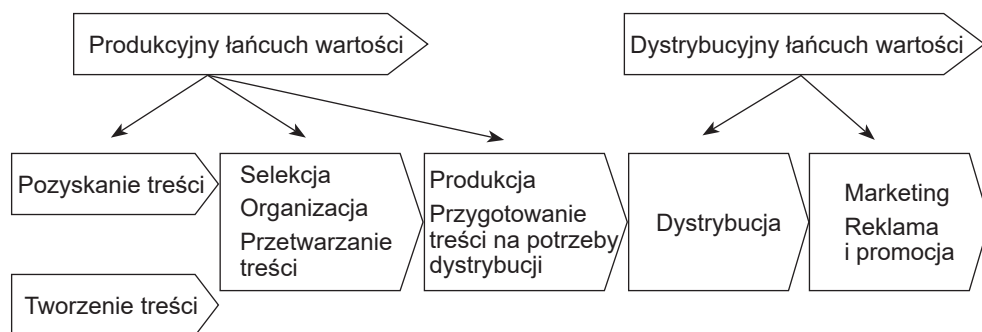 Produkcyjny łańcuch wartości
Dystrybucyjny łańcuch wartości
Pozyskanie treści
Tworzenie treści
Selekcja
Organizacja
Przetwarzanie
treści
Produkcja
Przygotowanie
treści na potrzeby
dystrybucji
Dystrybucja
Marketing
Reklama
i promocja